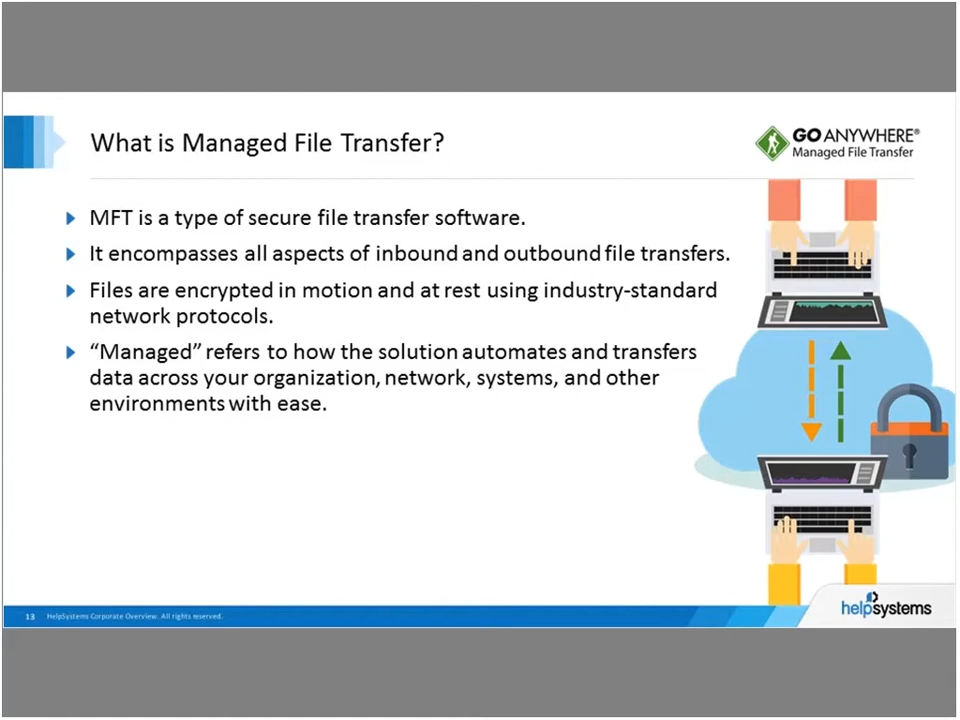 What is Managed File Transfer?
GOANYWHERE®
Managed File Transfer
MFT is a type of secure file transfer software.
It encompasses all aspects of inbound and outbound file transfers.
Files are encrypted in motion and at rest using industry-standard
network protocols.
“Managed” refers to how the solution automates and transfers
data across your organization, network, systems, and other
environments with ease.
13 HelpSystems Corporate Overview. All rights reserved.
helpsystems